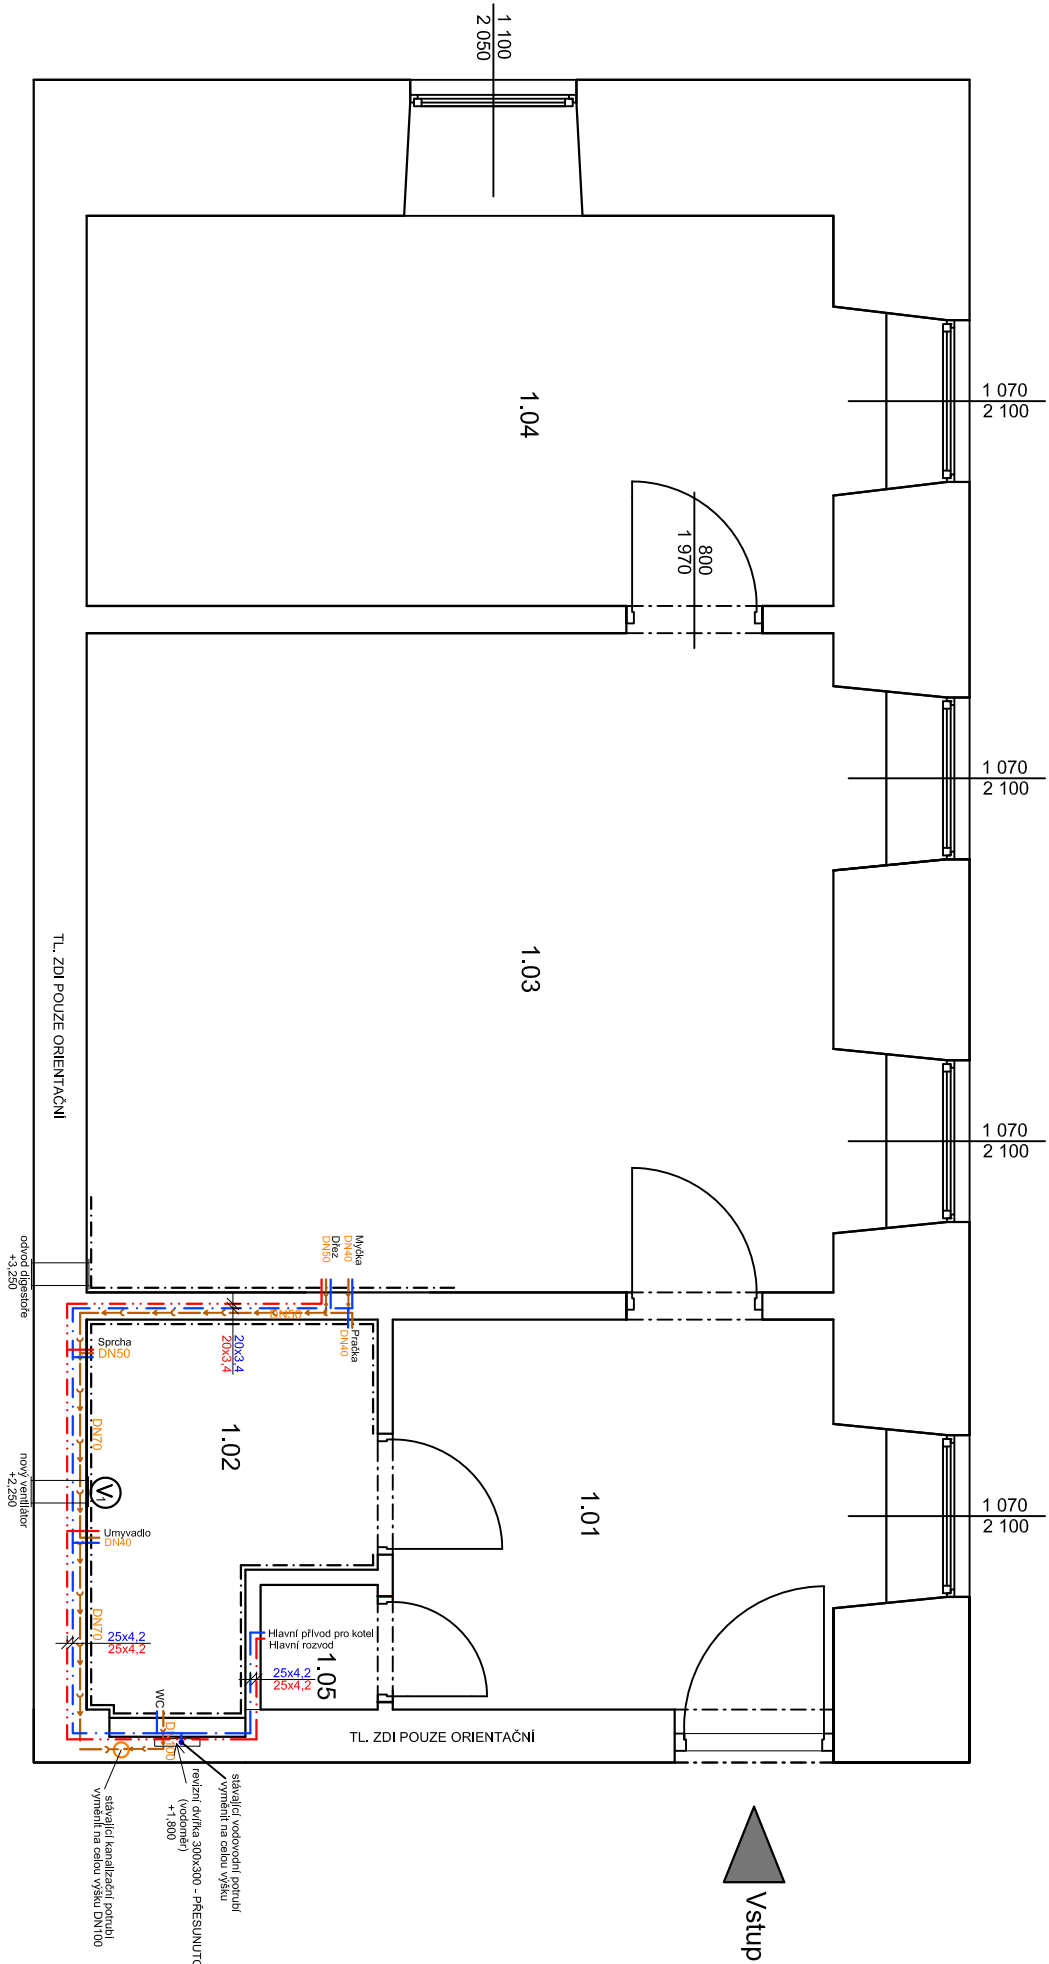 1 100
2 050
1 070
2 100
1.04
800
1 970
1 070
2 100
1.03
TL. ZDI POUZE ORIENTAČNÍ
1 070
2 100
odvod digestoře
+3,250
Myčka
DN40
Dřez
DN50
DN50
Pračka
DN40
20x3,4
20x3,4
Sprcha
DN50
DN70
1.02
nový ventilátor
+2,250
V1
Umyvadlo
DN40
DN70
25x4,2
25x4,2
1.01
1 070
2 100
Hlavní přívod pro kotel
Hlavní rozvod
25x4,2
25x4,2
1.05
WC
DN100
TL. ZDI POUZE ORIENTAČNÍ
stávající vodovodní potrubí
vyměnit na celou výšku
revizní dvířka 300x300 - PŘESUNUTO
(vodoměr)
+1,800
stávající kanalizační potrubí
vyměnit na celou výšku DN100
Vstup